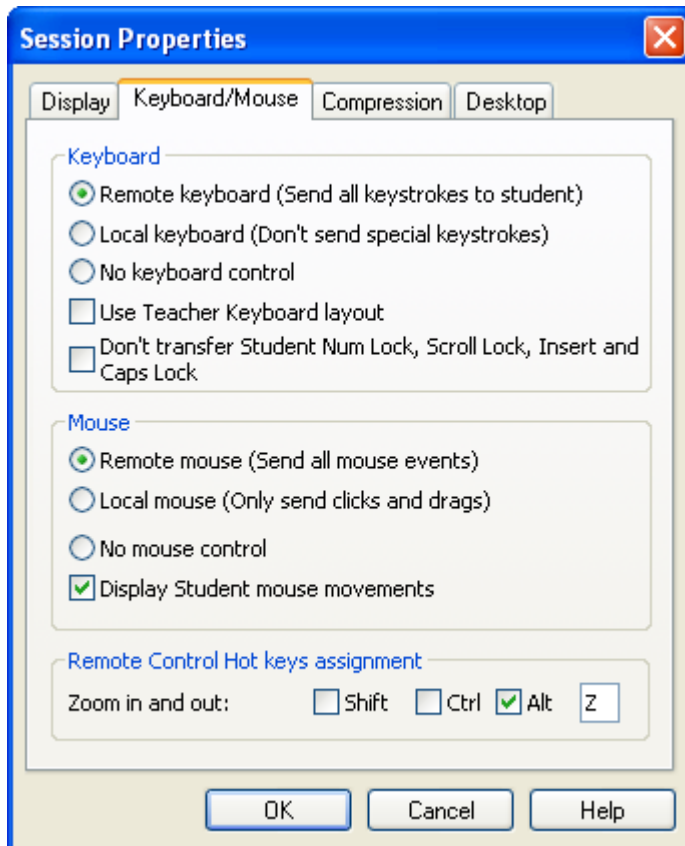 Session Properties
Display Keyboard/Mouse Compression Desktop
Keyboard
Remote keyboard (Send all keystrokes to student)
Local keyboard (Don't send special keystrokes)
No keyboard control
Use Teacher Keyboard layout
Don't transfer Student Num Lock, Scroll Lock, Insert and
Caps Lock
Mouse
Remote mouse (Send all mouse events)
Local mouse (Only send clicks and drags)
No mouse control
Display Student mouse movements
Remote Control Hot keys assignment
Zoom in and out: Shift Ctrl Alt Z
OK Cancel Help